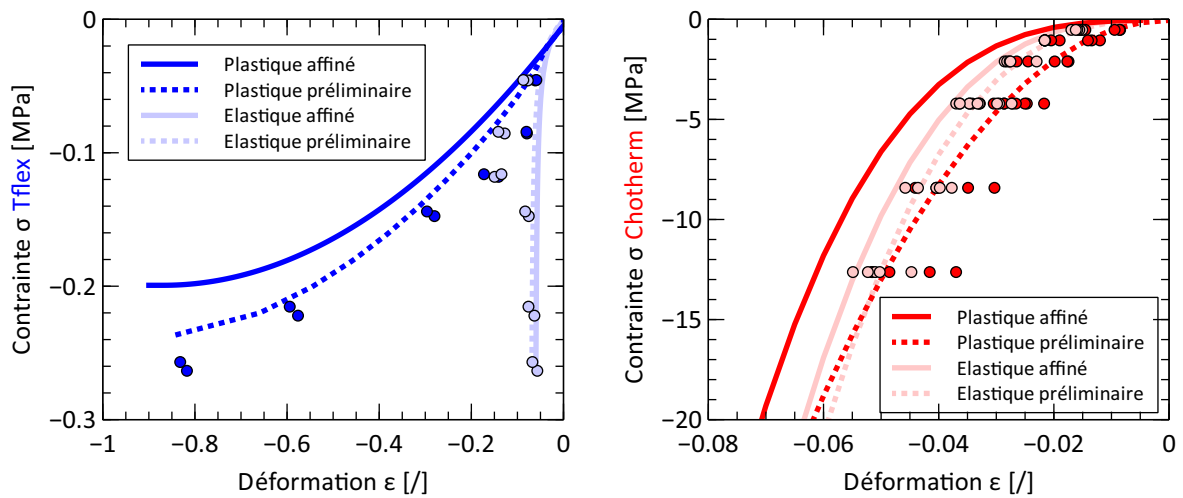 Contrainte σ Tflex [MPa]
0
−0.1
−0.2
−0.3
Plastique affiné
Plastique préliminaire
Elastique affiné
Elastique préliminaire
−1
−0.8
−0.6
−0.4
−0.2
0
Déformation ε [/]
Contrainte σ Chotherm [MPa]
0
−5
−10
−15
−20
Plastique affiné
Plastique préliminaire
Elastique affiné
Elastique préliminaire
−0.08
−0.06
−0.04
−0.02
0
Déformation ε [/]